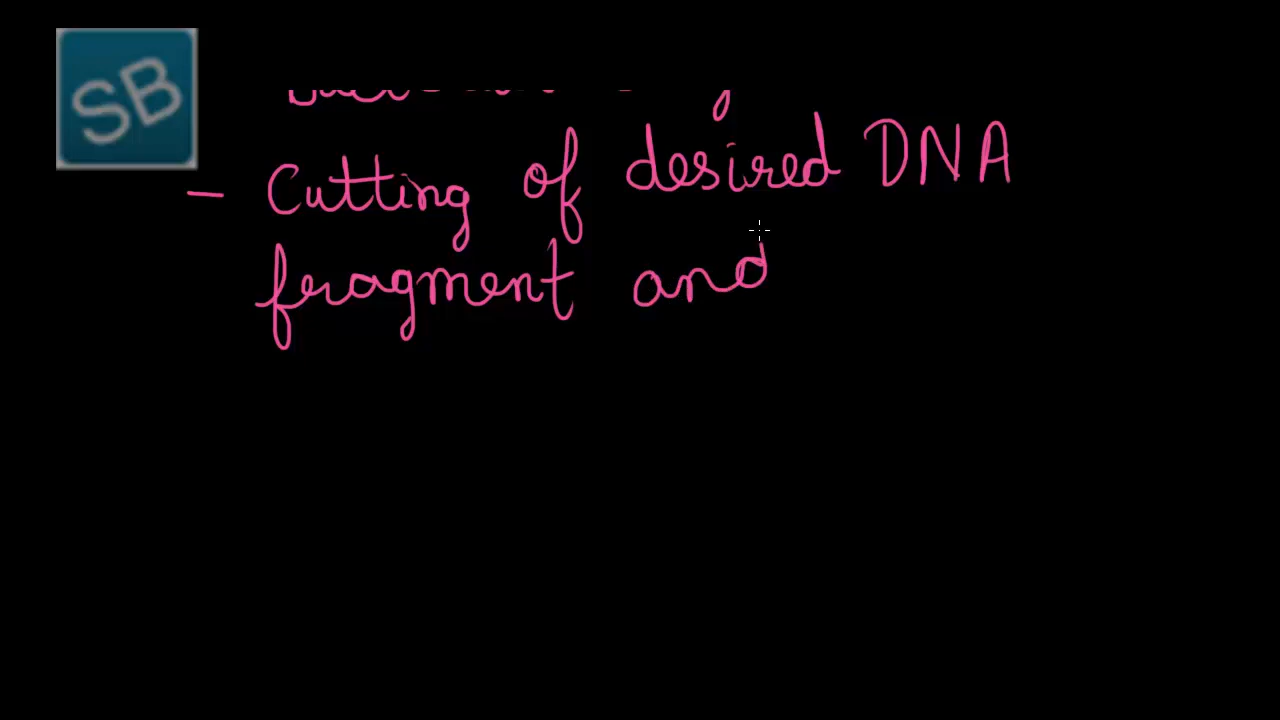 SB
- Cutting of desired DNA
fragment and